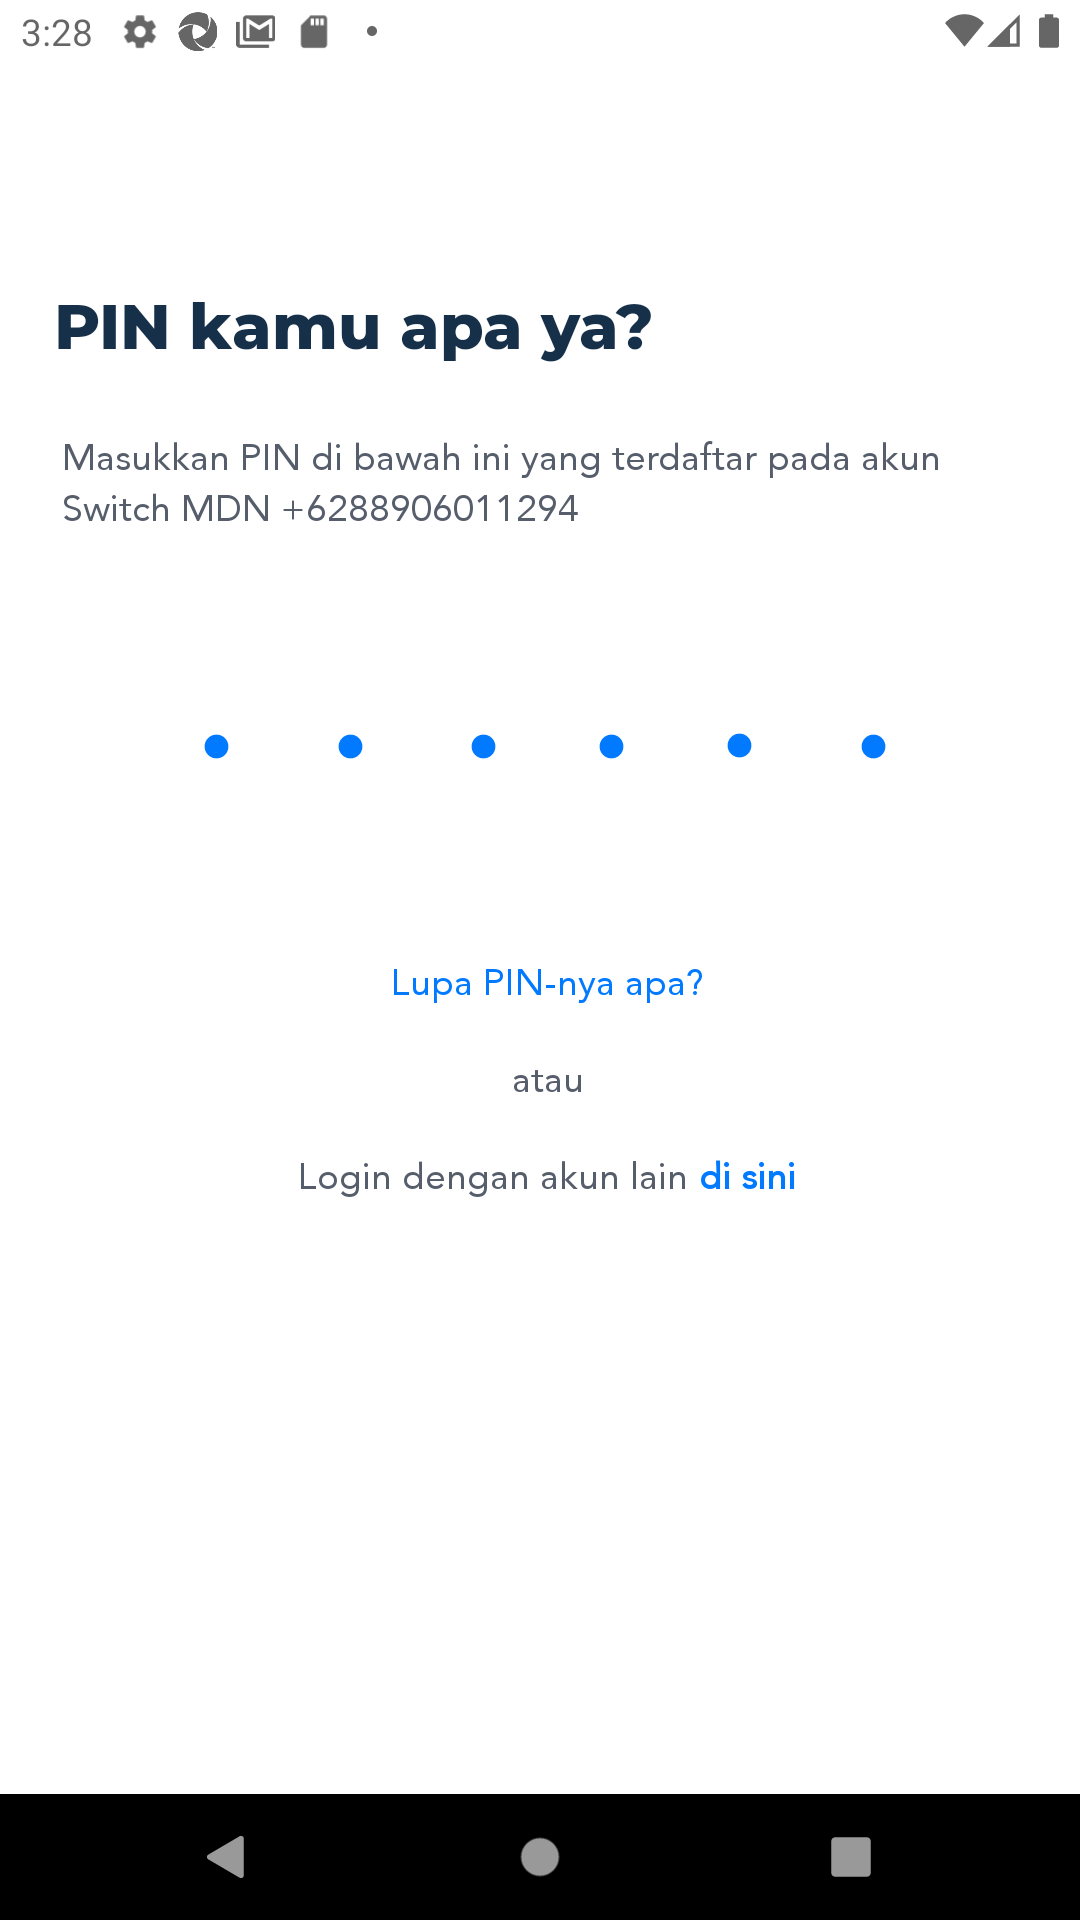 3:28
PIN kamu apa ya?
Masukkan PIN di bawah ini yang terdaftar pada akun
Switch MDN +6288906011294
Lupa PIN-nya apa?
atau
Login dengan akun lain di sini